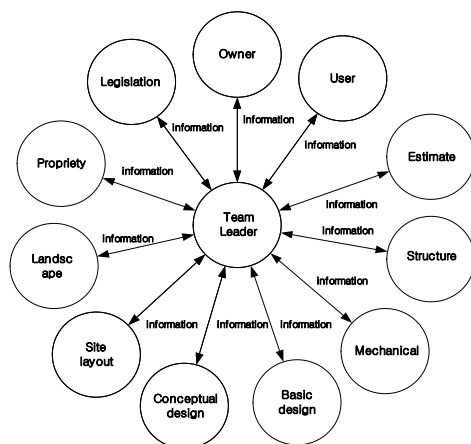 Owner
Legislation
User
information
information
information
Propriety
Estimate
information
information
Team
Leader
information
information
Landsc
ape
Structure
information
Site
layout
information
information
information
Mechanical
Conceptual
design
Basic
design